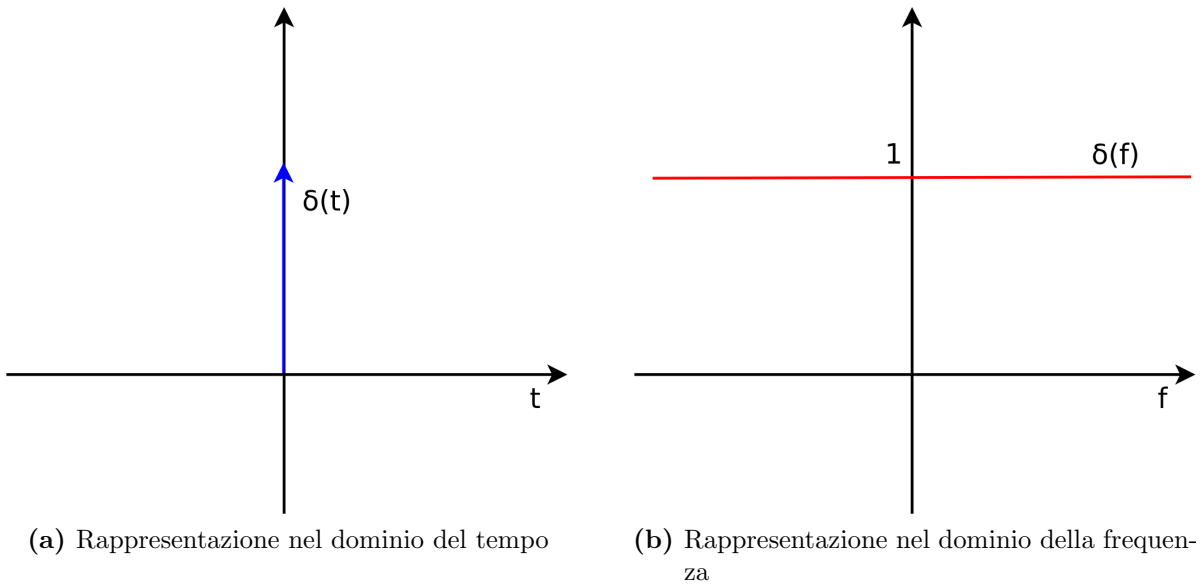 δ(t)
t
(a) Rappresentazione nel dominio del tempo
1
δ(f)
f
(b) Rappresentazione nel dominio della frequen-
za